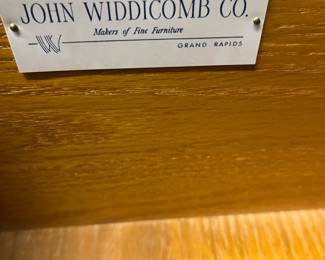 JOHN WIDDICOMB CO.
Makers of Fine Furniture
GRAND RAPIDS